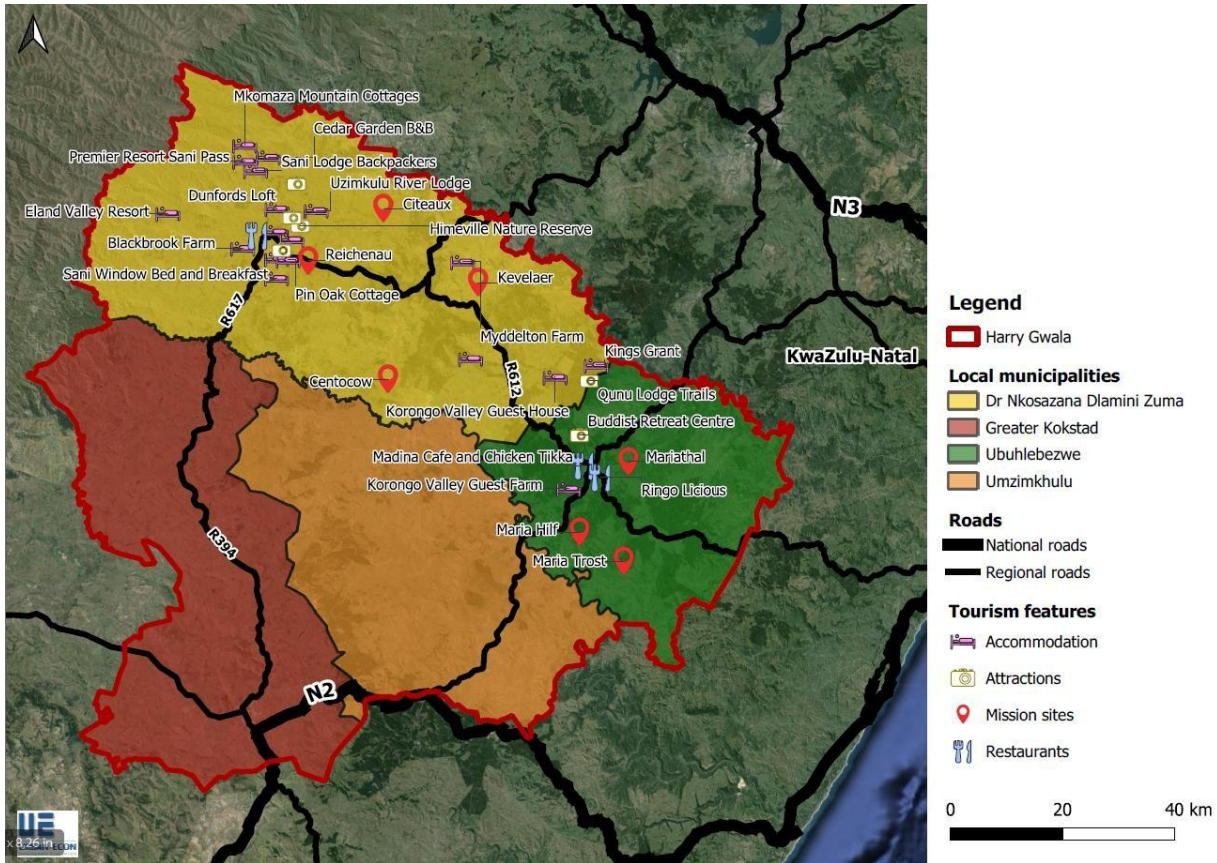 Mkomaza Mountain Cottages
Cedar Garden B&B
Premier Resort Sani Pass
Sani Lodge Backpackers
Dunfords Loft
Uzimkulu River Lodge
Eland Valley Resort
Citeaux
Himeville Nature Reserve
Blackbrook Farm
Reichenau
Sani Window Bed and Breakfast
Kevelaer
Pin Oak Cottage
R617
Myddelton Farm
Kings Grant
R612
Centocow
Qunu Lodge Trails
Korongo Valley Guest House
Buddist Retreat Centre
Madina Cafe and Chicken Tikka
Mariathal
Korongo Valley Guest Farm
Ringo Licious
Maria Hilf
Maria Trost
R394
N2
N3
KwaZulu-Natal
Legend
Harry Gwala
Local municipalities
Dr Nkosazana Dlamini Zuma
Greater Kokstad
Ubuhlebezwe
Umzimkhulu
Roads
National roads
Regional roads
Tourism features
Accommodation
Attractions
Mission sites
Restaurants
0 20 40 km
UE
x 8.26 in